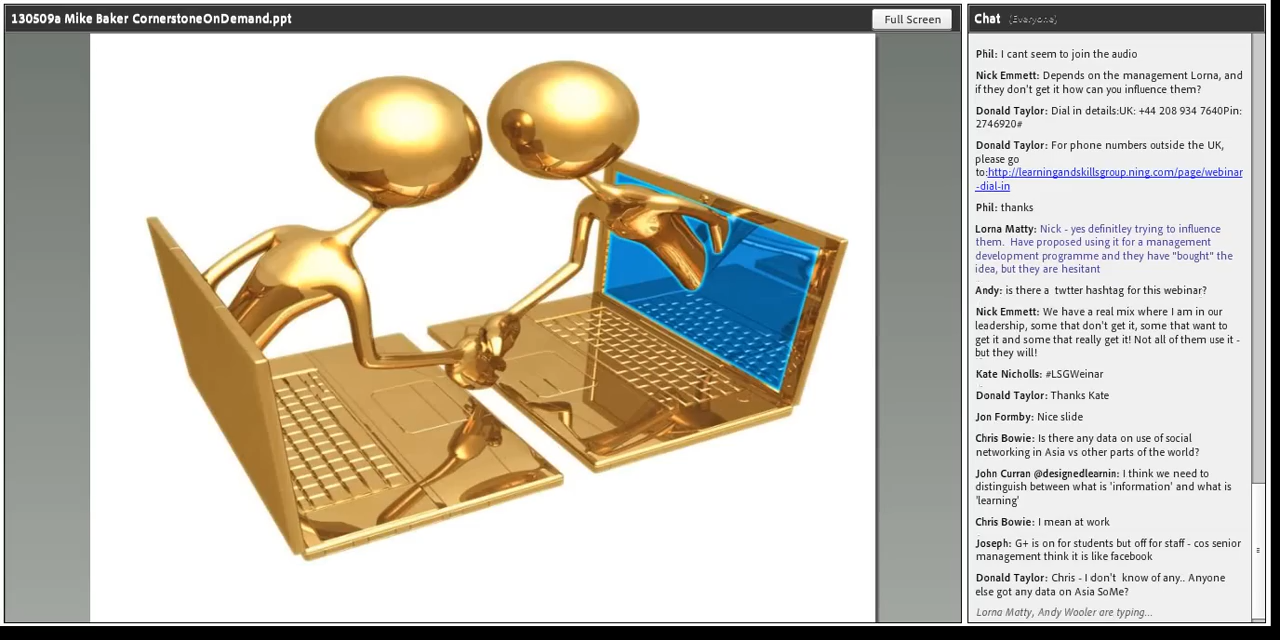 130509a Mike Baker CornerstoneOnDemand.ppt
Full Screen
Chat (Everyone)
Phil: I cant seem to join the audio
Nick Emmett: Depends on the management Lorna, and
if they don't get it how can you influence them?
Donald Taylor: Dial in details:UK: +44 208 934 7640Pin:
2746920#
Donald Taylor: For phone numbers outside the UK,
please go
to:http://learningandskillsgroup.ning.com/page/webinar
-dial-in
Phil: thanks
Lorna Matty: Nick - yes definitley trying to influence
them. Have proposed using it for a management
development programme and they have "bought" the
idea, but they are hesitant
Andy: is there a twtter hashtag for this webinar?
Nick Emmett: We have a real mix where I am in our
leadership, some that don't get it, some that want to
get it and some that really get it! Not all of them use it -
but they will!
Kate Nicholls: #LSGWeinar
Donald Taylor: Thanks Kate
Jon Formby: Nice slide
Chris Bowie: Is there any data on use of social
networking in Asia vs other parts of the world?
John Curran @designedlearnin: I think we need to
distinguish between what is 'information' and what is
'learning'
Chris Bowie: I mean at work
Joseph: G+ is on for students but off for staff - cos senior
management think it is like facebook
Donald Taylor: Chris - I don't know of any.. Anyone
else got any data on Asia SoMe?
Lorna Matty, Andy Wooler are typing...